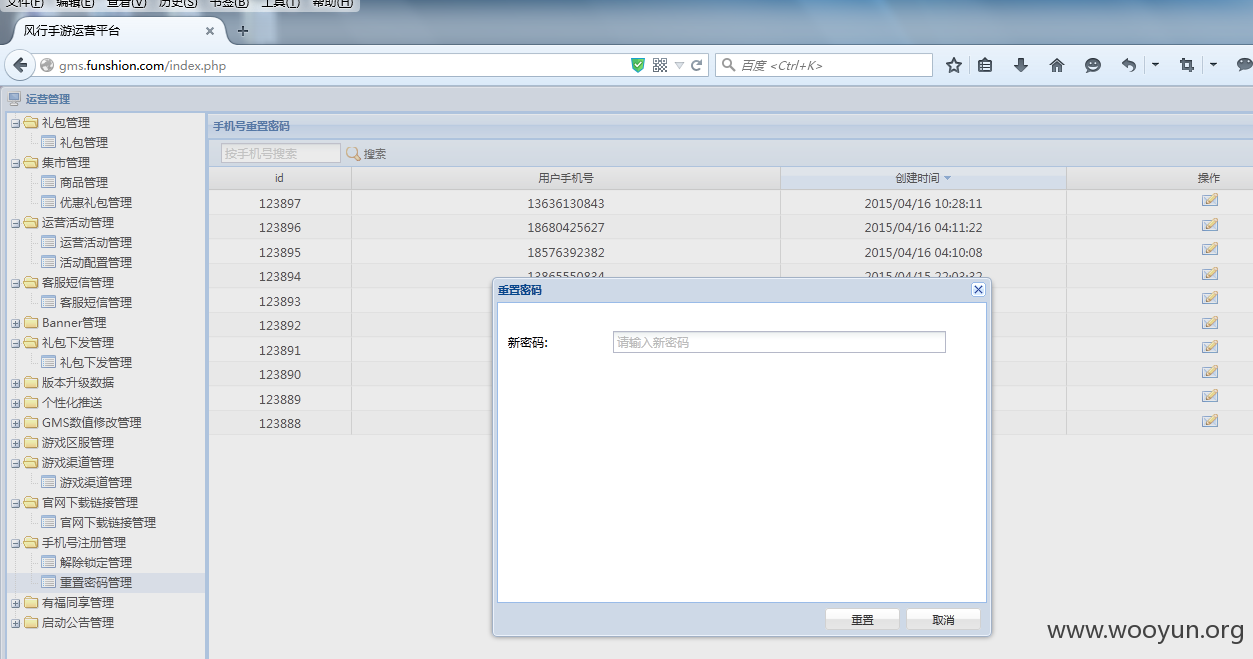 文件(F) 编辑(E) 查看(V) 历史(S) 书签(B) 工具(T) 帮助(H)
风行手游运营平台
gms.funshion.com/index.php
百度 <Ctrl+K>
运营管理
礼包管理
礼包管理
集市管理
商品管理
优惠礼包管理
运营活动管理
运营活动管理
活动配置管理
客服短信管理
客服短信管理
Banner管理
礼包下发管理
礼包下发管理
版本升级数据
个性化推送
GMS数值修改管理
游戏区服管理
游戏渠道管理
游戏渠道管理
官网下载链接管理
官网下载链接管理
手机号注册管理
解除锁定管理
重置密码管理
有福同享管理
启动公告管理
手机号重置密码
按手机号搜索 搜索
id 用户手机号 创建时间 操作
123897 13636130843 2015/04/16 10:28:11
123896 18680425627 2015/04/16 04:11:22
123895 18576392382 2015/04/16 04:10:08
123894 13865550834 2015/04/15 22:03:32
123893
123892
123891
123890
123889
123888
重置密码
新密码: 请输入新密码
重置 取消
www.wooyun.org